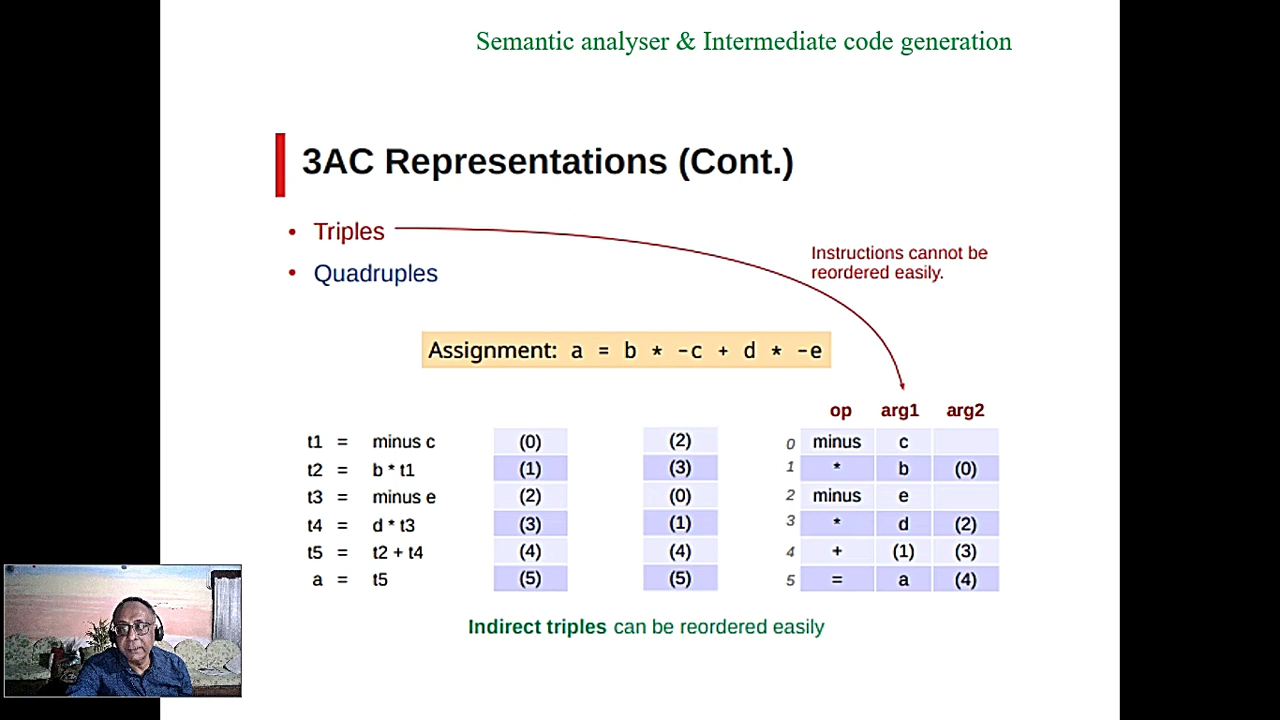 Semantic analyser & Intermediate code generation
3AC Representations (Cont.)
• Triples
Instructions cannot be
reordered easily.
• Quadruples
Assignment: a = b * -c + d * -e
op arg1 arg2
t1 = minus c (0) (2) 0 minus c
t2 = b * t1 (1) (3) 1 * b (0)
t3 = minus e (2) (0) 2 minus e
t4 = d * t3 (3) (1) 3 * d (2)
t5 = t2 + t4 (4) (4) 4 + (1) (3)
a = t5 (5) (5) 5 = a (4)
Indirect triples can be reordered easily